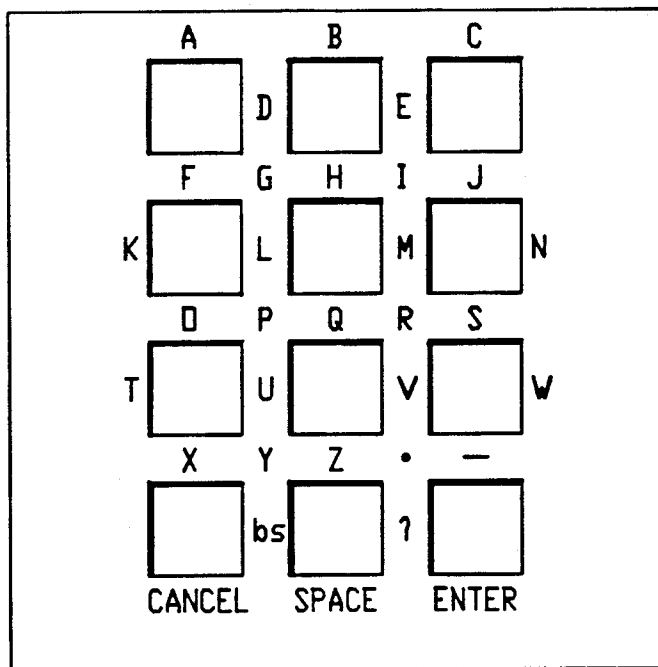 A B C
D E
F G H I J
K L M N
O P Q R S
T U V W
X Y Z • —
bs ?
CANCEL SPACE ENTER